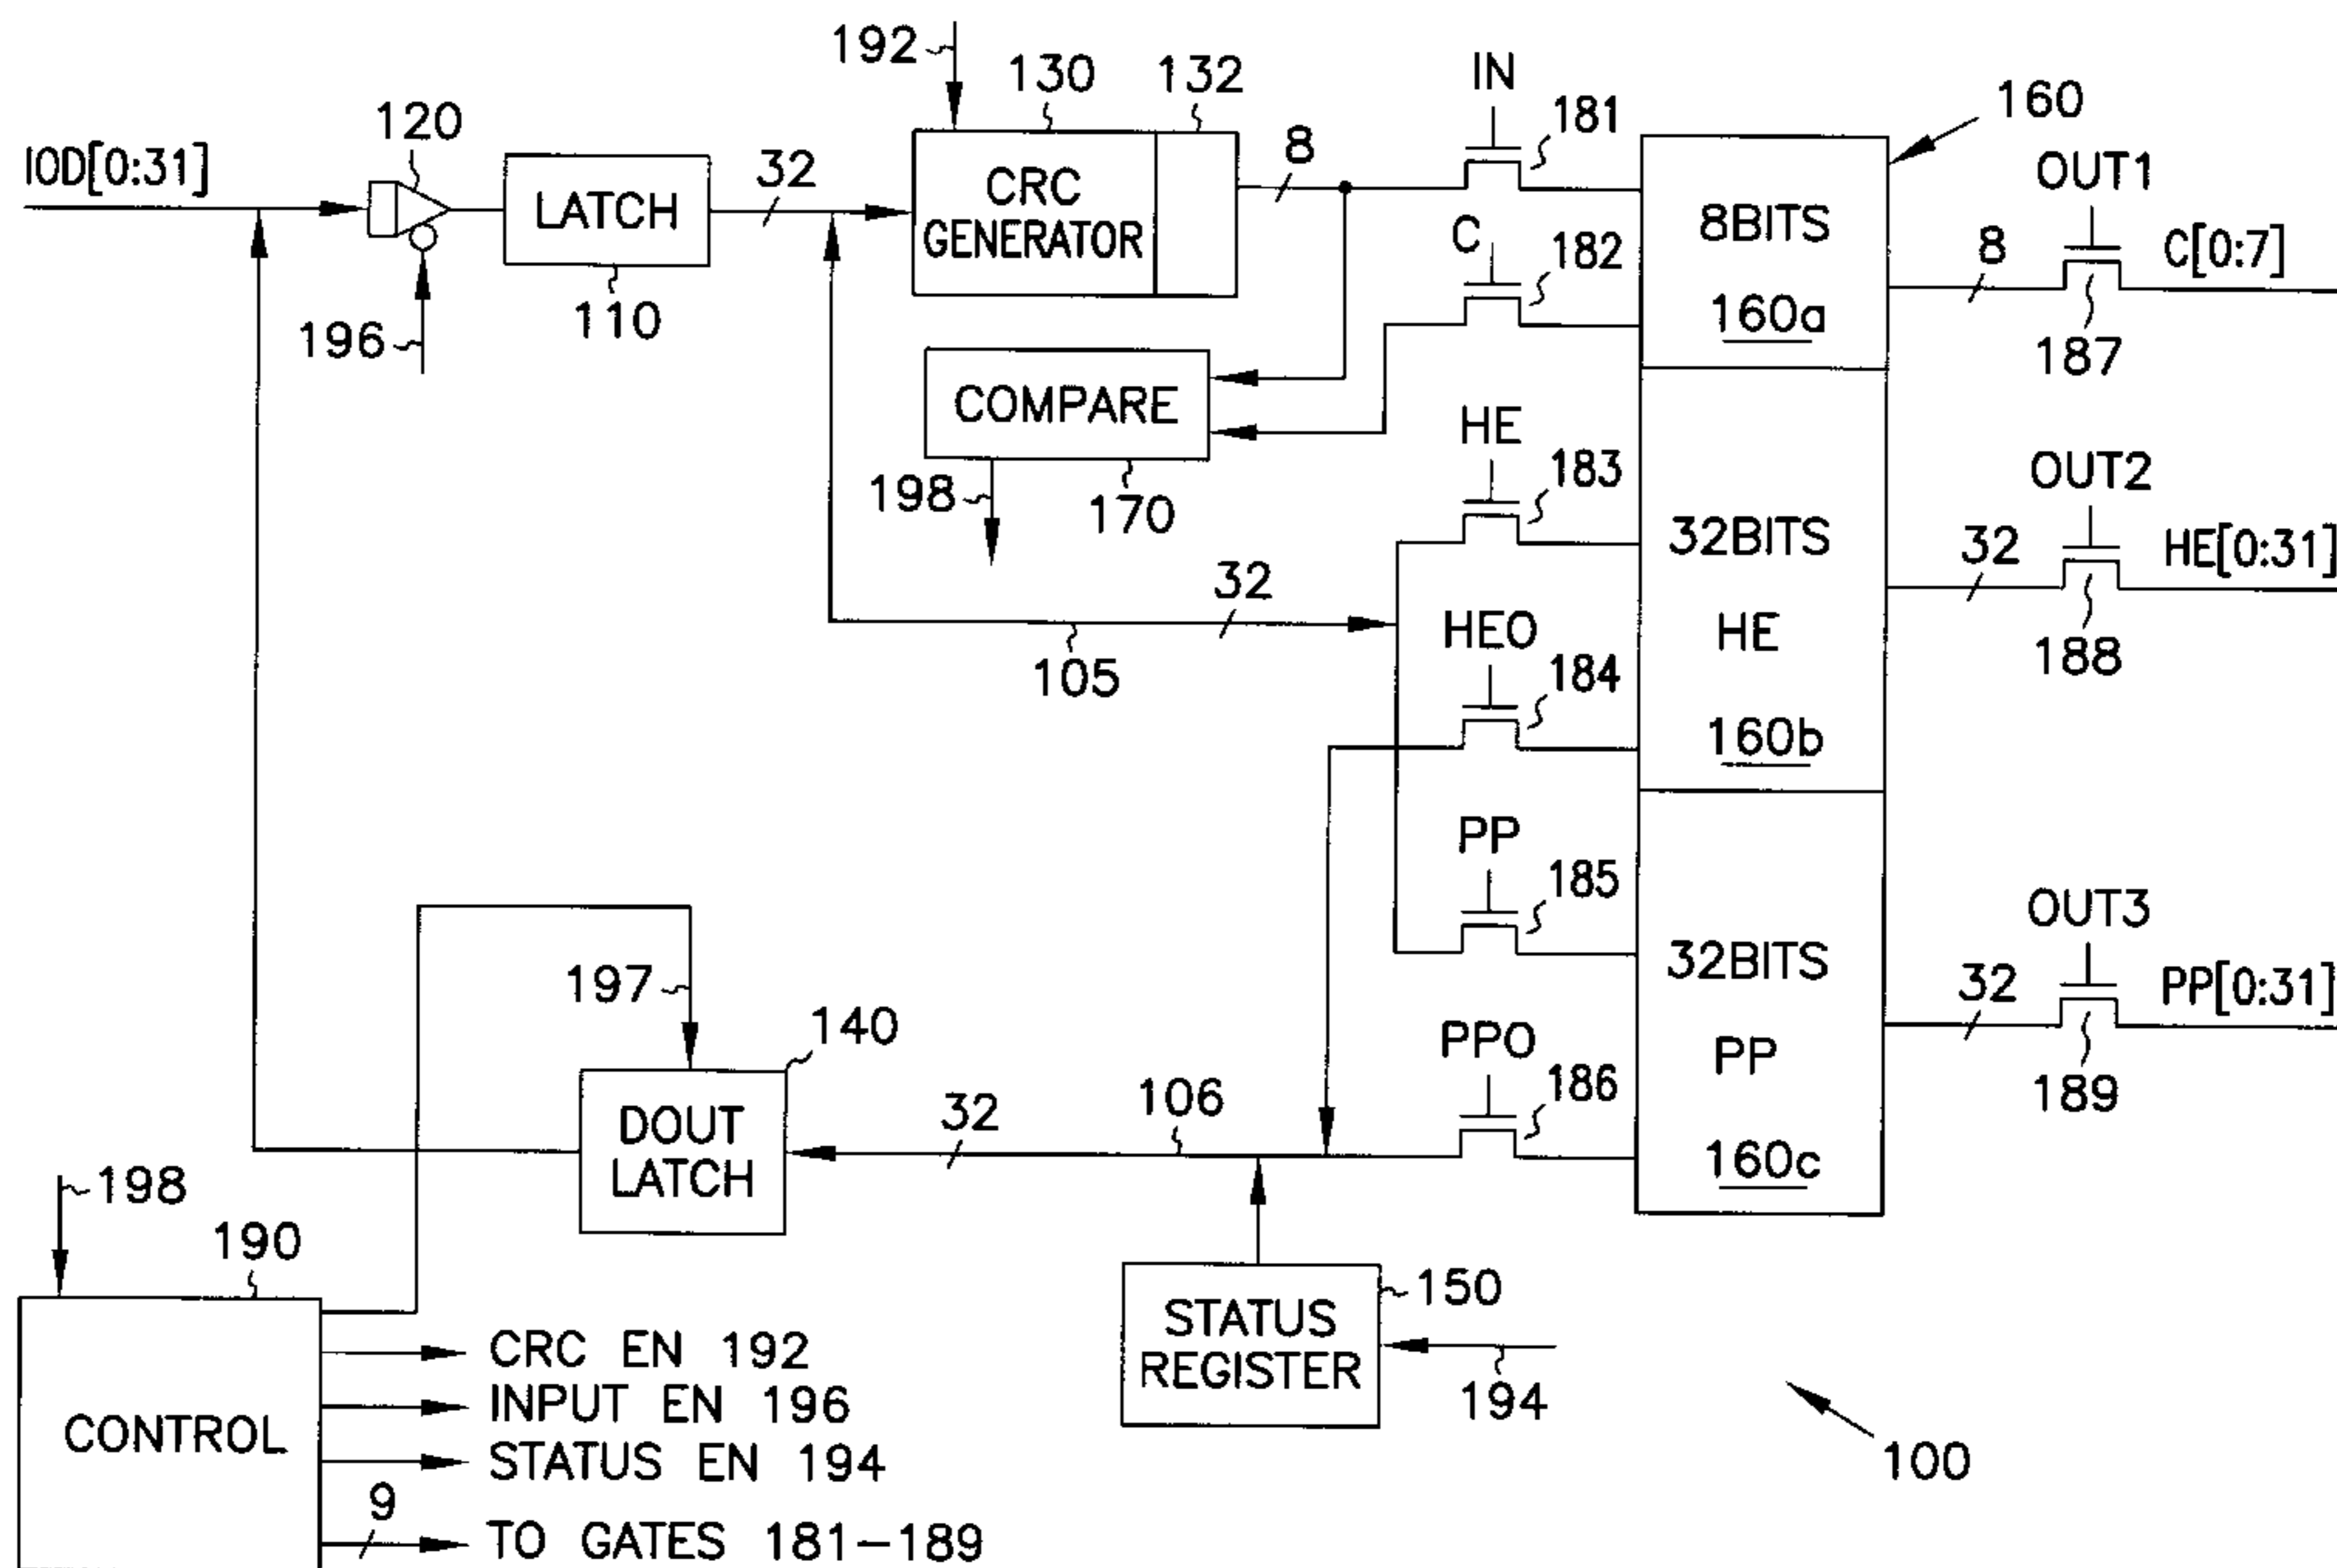 192
130
132
IN
181
160
120
IOD[0:31]
LATCH
32
CRC
GENERATOR
8
C
182
8BITS
160a
OUT1
8
C[0:7]
187
196
110
COMPARE
198
170
HE
183
32BITS
HE
160b
OUT2
32
HE[0:31]
188
32
105
HEO
184
PP
185
32BITS
PP
160c
OUT3
32
PP[0:31]
189
197
140
DOUT
LATCH
32
106
PPO
186
198
190
CONTROL
CRC EN 192
INPUT EN 196
STATUS EN 194
9
TO GATES 181-189
STATUS
REGISTER
150
194
100